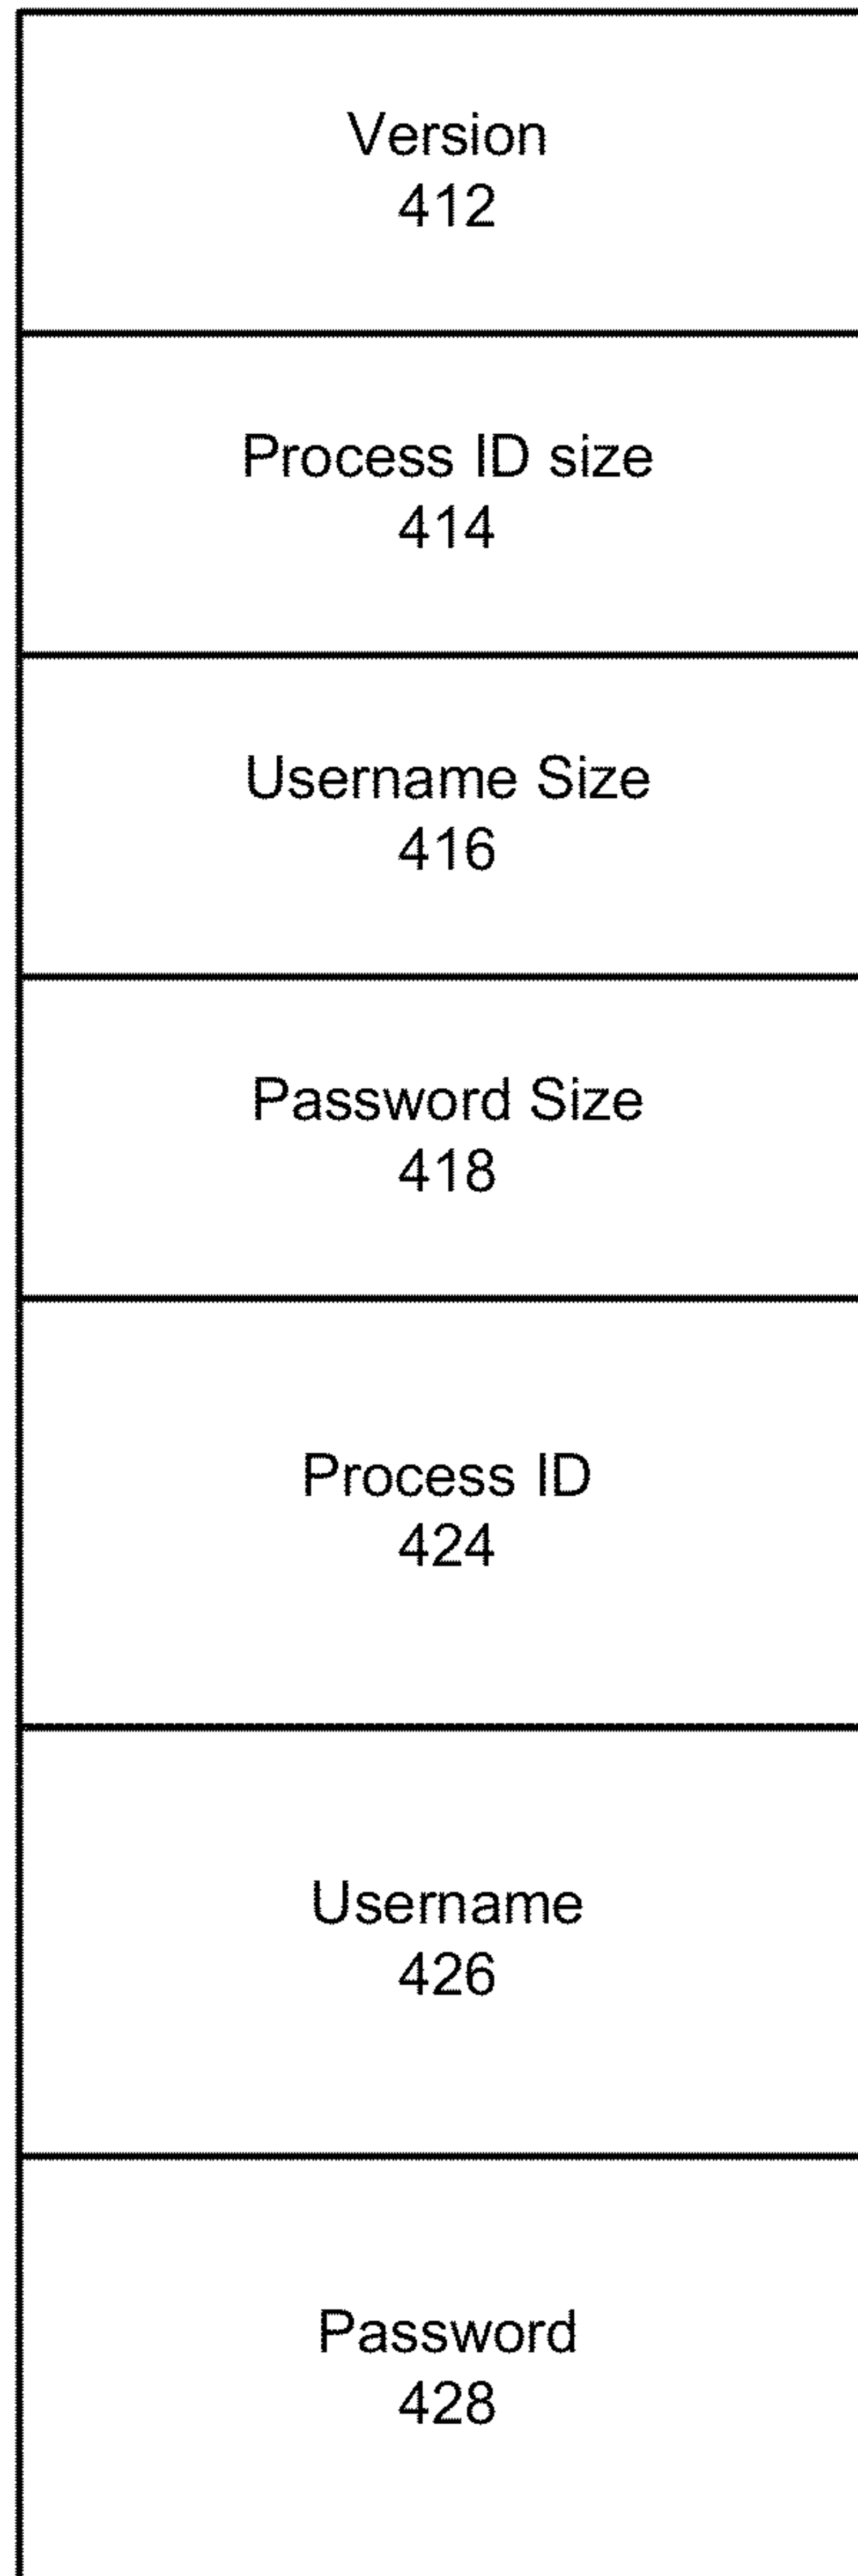 Version
412
Process ID size
414
Username Size
416
Password Size
418
Process ID
424
Username
426
Password
428